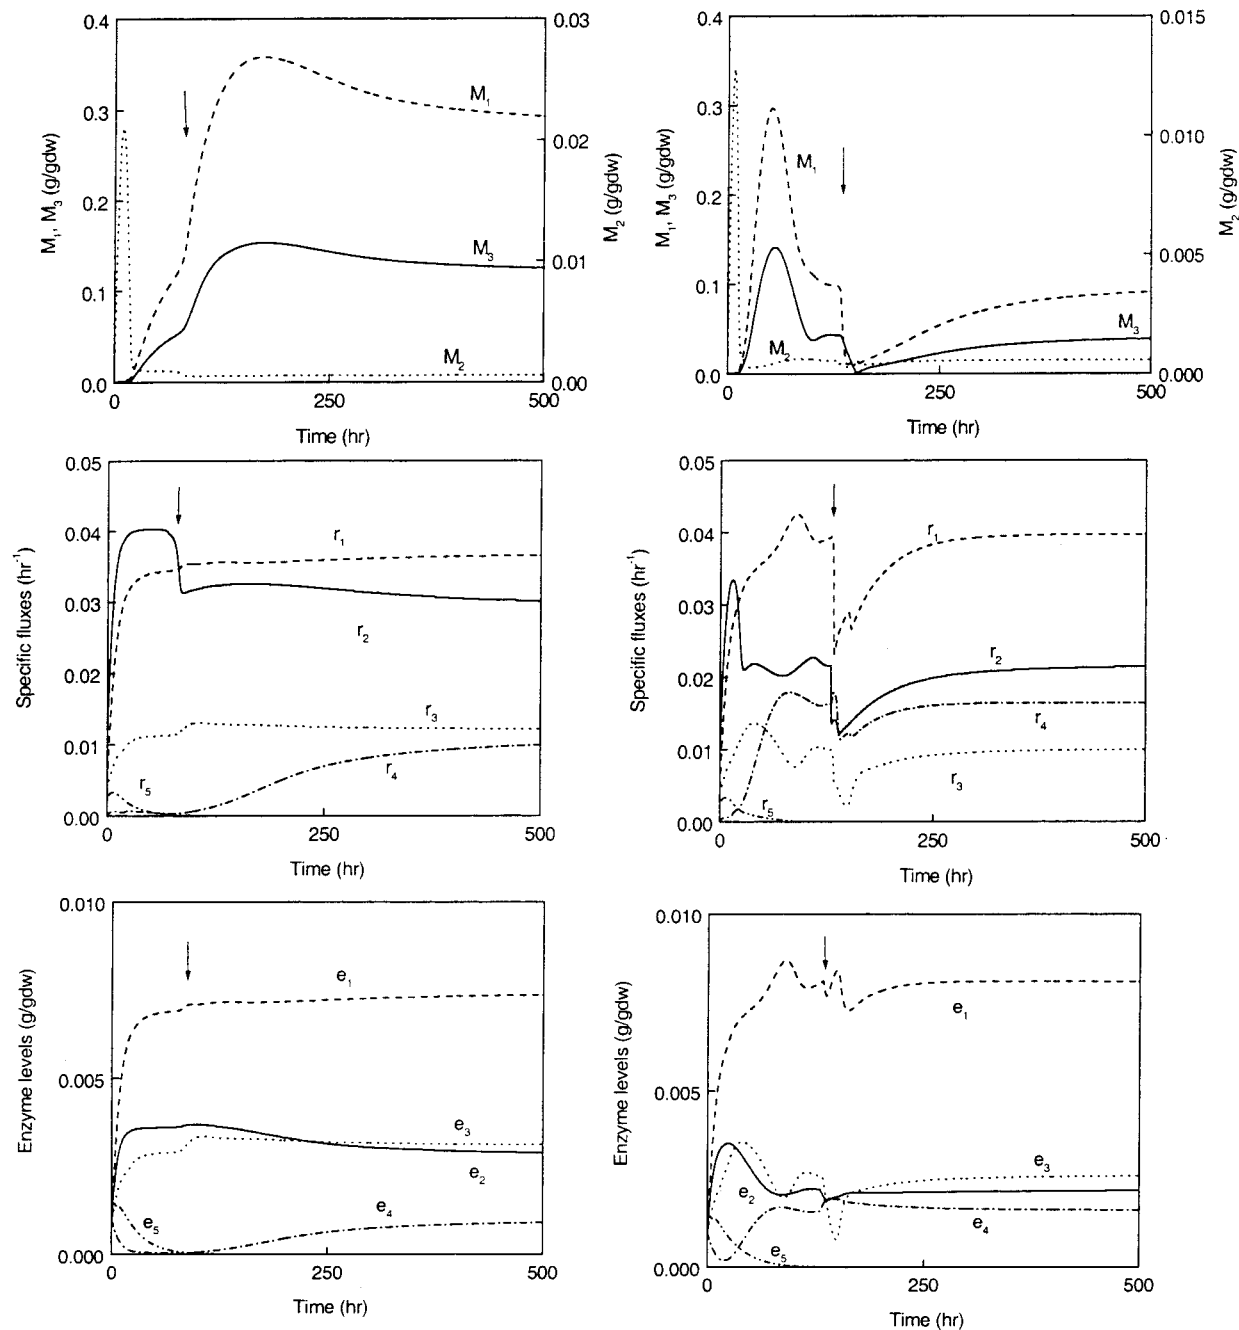 0.4
0.3
0.2
0.1
0.0
M₁, M₃ (g/gdw)
0.03
0.02
0.01
0.00
M₂ (g/gdw)
M₁
M₃
M₂
0
250
500
Time (hr)
0.4
0.3
0.2
0.1
0.0
M₁, M₃ (g/gdw)
0.015
0.010
0.005
0.000
M₂ (g/gdw)
M₁
M₃
M₂
0
250
500
Time (hr)
0.05
0.04
0.03
0.02
0.01
0.00
Specific fluxes (hr⁻¹)
r₁
r₂
r₃
r₄
r₅
0
250
500
Time (hr)
0.05
0.04
0.03
0.02
0.01
0.00
Specific fluxes (hr⁻¹)
r₁
r₂
r₄
r₃
r₅
0
250
500
Time (hr)
0.010
0.005
0.000
Enzyme levels (g/gdw)
e₁
e₃
e₂
e₄
e₅
0
250
500
Time (hr)
0.010
0.005
0.000
Enzyme levels (g/gdw)
e₁
e₃
e₂
e₄
e₅
0
250
500
Time (hr)